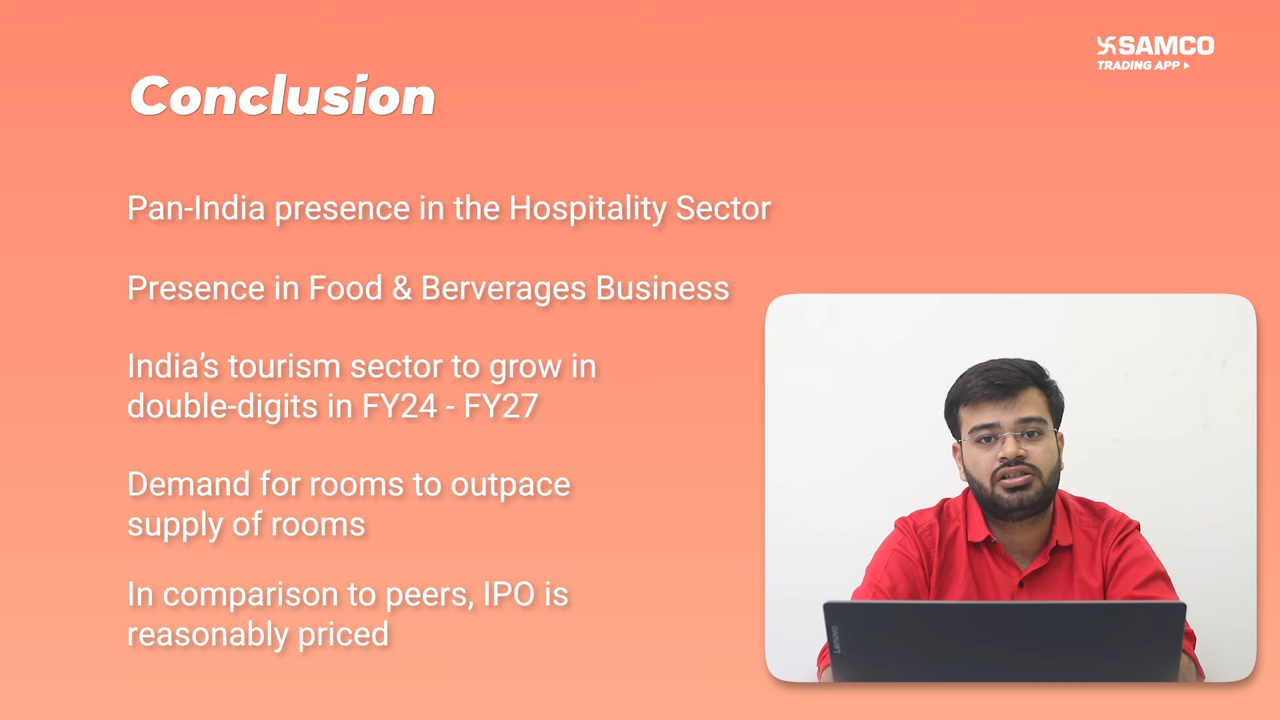 SAMCO
TRADING APP
Conclusion
Pan-India presence in the Hospitality Sector
Presence in Food & Berverages Business
India’s tourism sector to grow in
double-digits in FY24 - FY27
Demand for rooms to outpace
supply of rooms
In comparison to peers, IPO is
reasonably priced
Lenovo